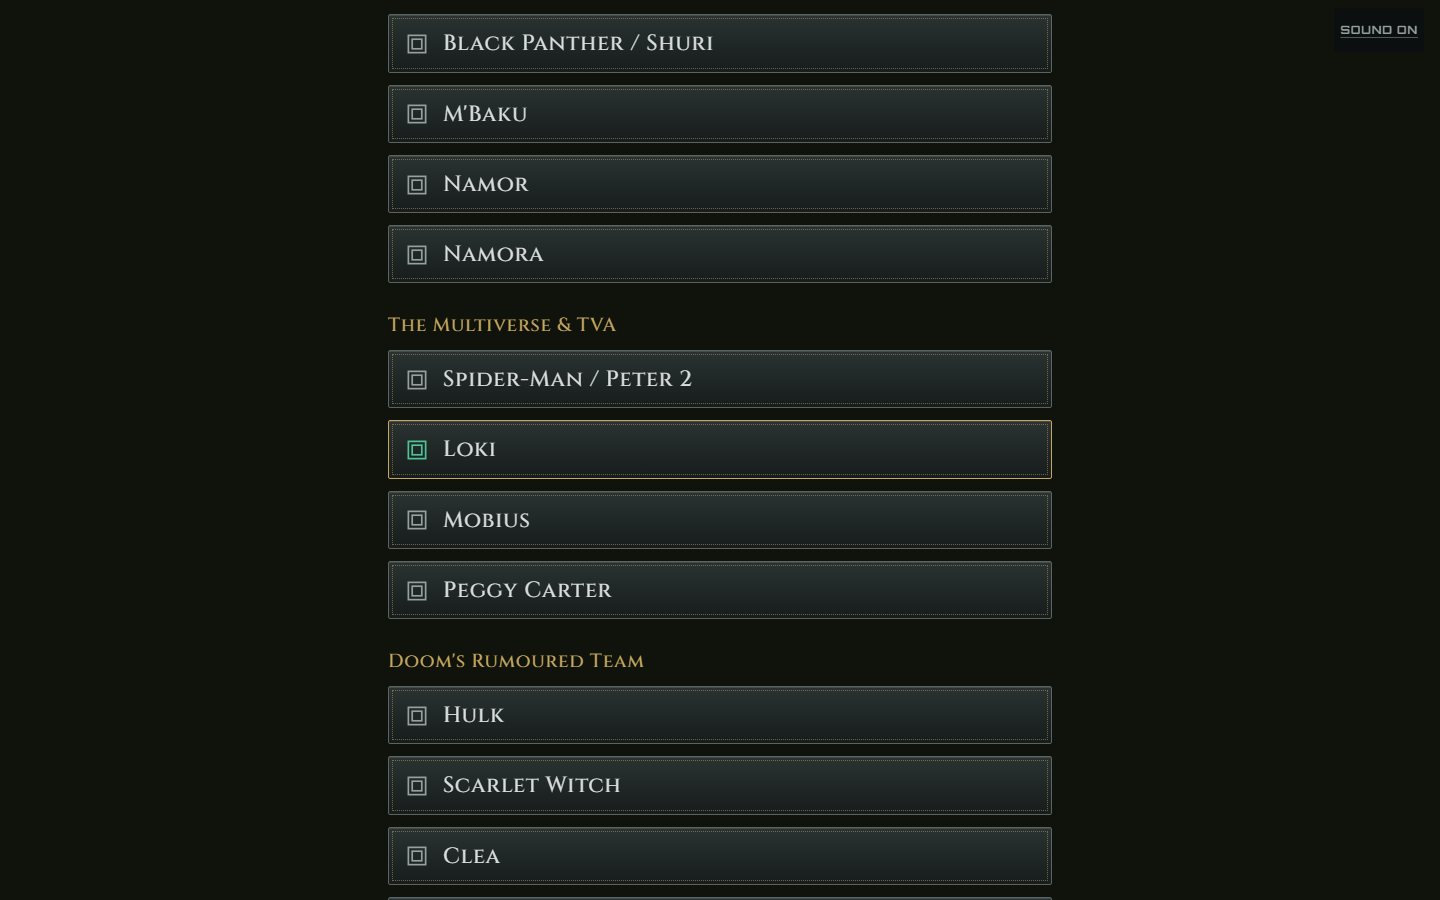 SOUND ON
Black Panther / Shuri
M'Baku
Namor
Namora
The Multiverse & TVA
Spider-Man / Peter 2
Loki
Mobius
Peggy Carter
Doom's Rumoured Team
Hulk
Scarlet Witch
Clea